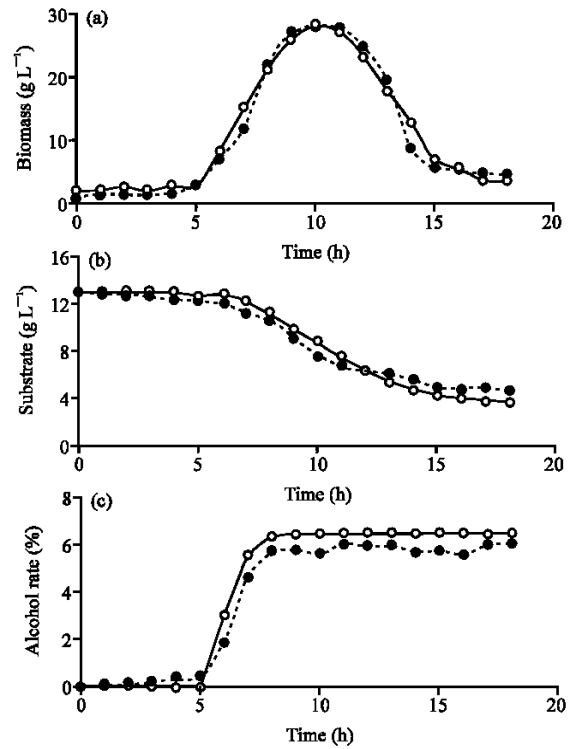 (a)
Biomass (g L⁻¹)
30
20
10
0
0 5 10 15 20
Time (h)
(b)
Substrate (g L⁻¹)
16
12
8
4
0
0 5 10 15 20
Time (h)
(c)
Alcohol rate (%)
8
6
4
2
0
0 5 10 15 20
Time (h)